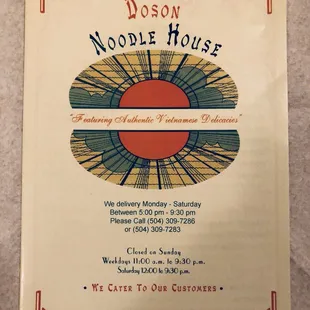 Doson
Noodle House
"Featuring Authentic Vietnamese Delicacies"
We delivery Monday - Saturday
Between 5:00 pm - 9:30 pm
Please Call (504) 309-7286
or (504) 309-7283
Closed on Sunday
Weekdays 11:00 a.m. to 9:30 p.m.
Saturday 12:00 to 9:30 p.m.
• We Cater To Our Customers •